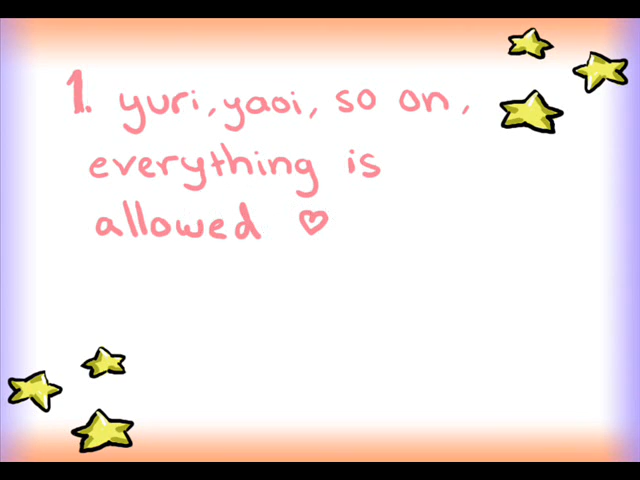 1. yuri, yaoi, so on,
everything is
allowed ♡